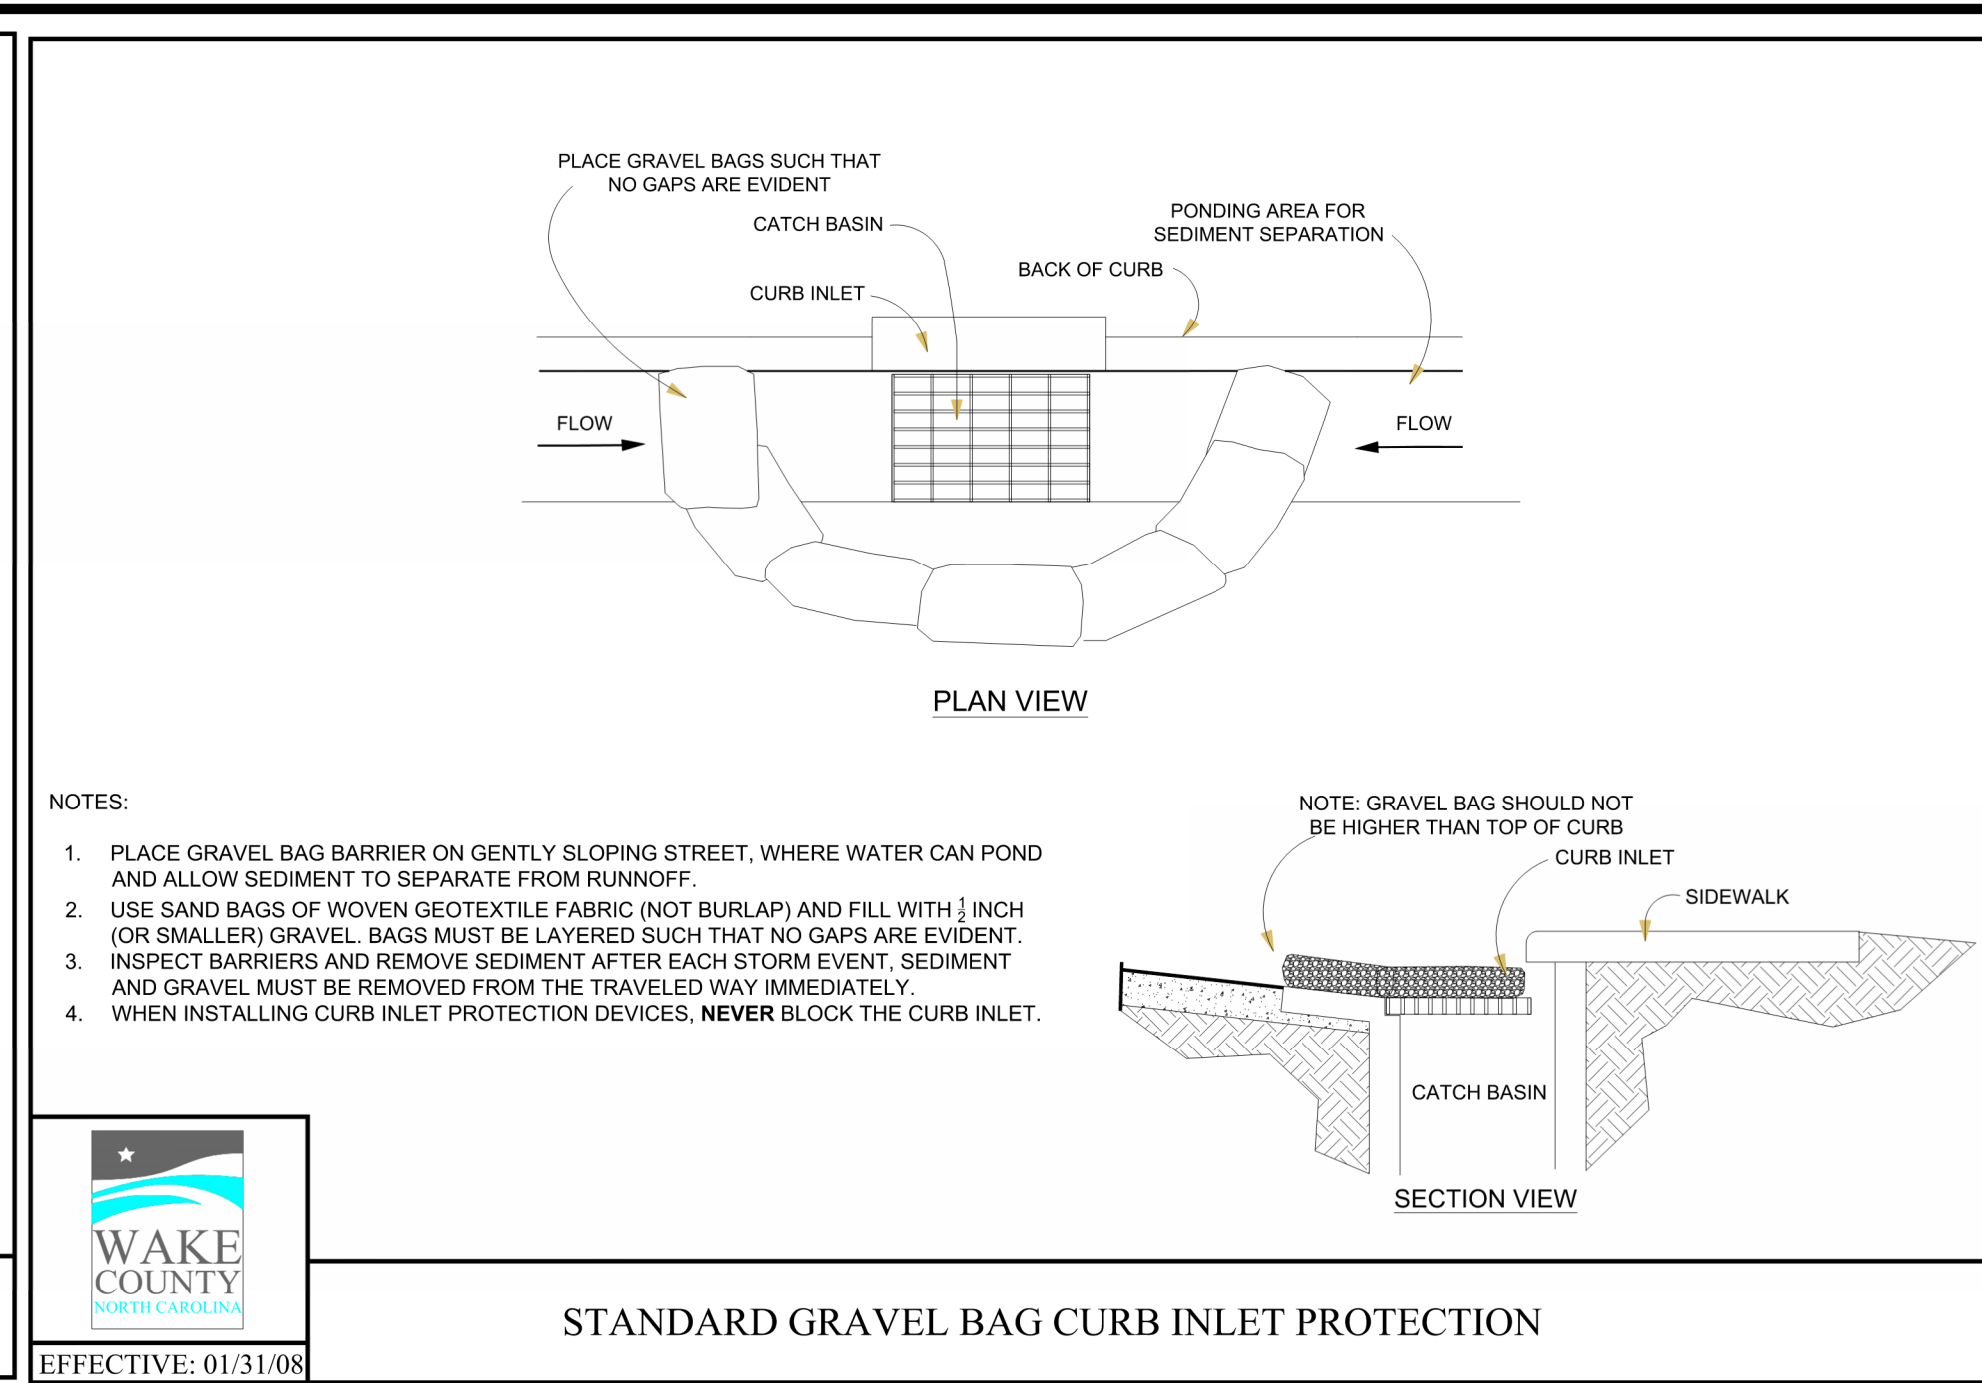 PLACE GRAVEL BAGS SUCH THAT
NO GAPS ARE EVIDENT
CATCH BASIN
CURB INLET
PONDING AREA FOR
SEDIMENT SEPARATION
BACK OF CURB
FLOW
FLOW
PLAN VIEW
NOTES:
1. PLACE GRAVEL BAG BARRIER ON GENTLY SLOPING STREET, WHERE WATER CAN POND
AND ALLOW SEDIMENT TO SEPARATE FROM RUNNOFF.
2. USE SAND BAGS OF WOVEN GEOTEXTILE FABRIC (NOT BURLAP) AND FILL WITH 1/2 INCH
(OR SMALLER) GRAVEL. BAGS MUST BE LAYERED SUCH THAT NO GAPS ARE EVIDENT.
3. INSPECT BARRIERS AND REMOVE SEDIMENT AFTER EACH STORM EVENT, SEDIMENT
AND GRAVEL MUST BE REMOVED FROM THE TRAVELED WAY IMMEDIATELY.
4. WHEN INSTALLING CURB INLET PROTECTION DEVICES, NEVER BLOCK THE CURB INLET.
NOTE: GRAVEL BAG SHOULD NOT
BE HIGHER THAN TOP OF CURB
CURB INLET
SIDEWALK
CATCH BASIN
SECTION VIEW
WAKE
COUNTY
NORTH CAROLINA
EFFECTIVE: 01/31/08
STANDARD GRAVEL BAG CURB INLET PROTECTION